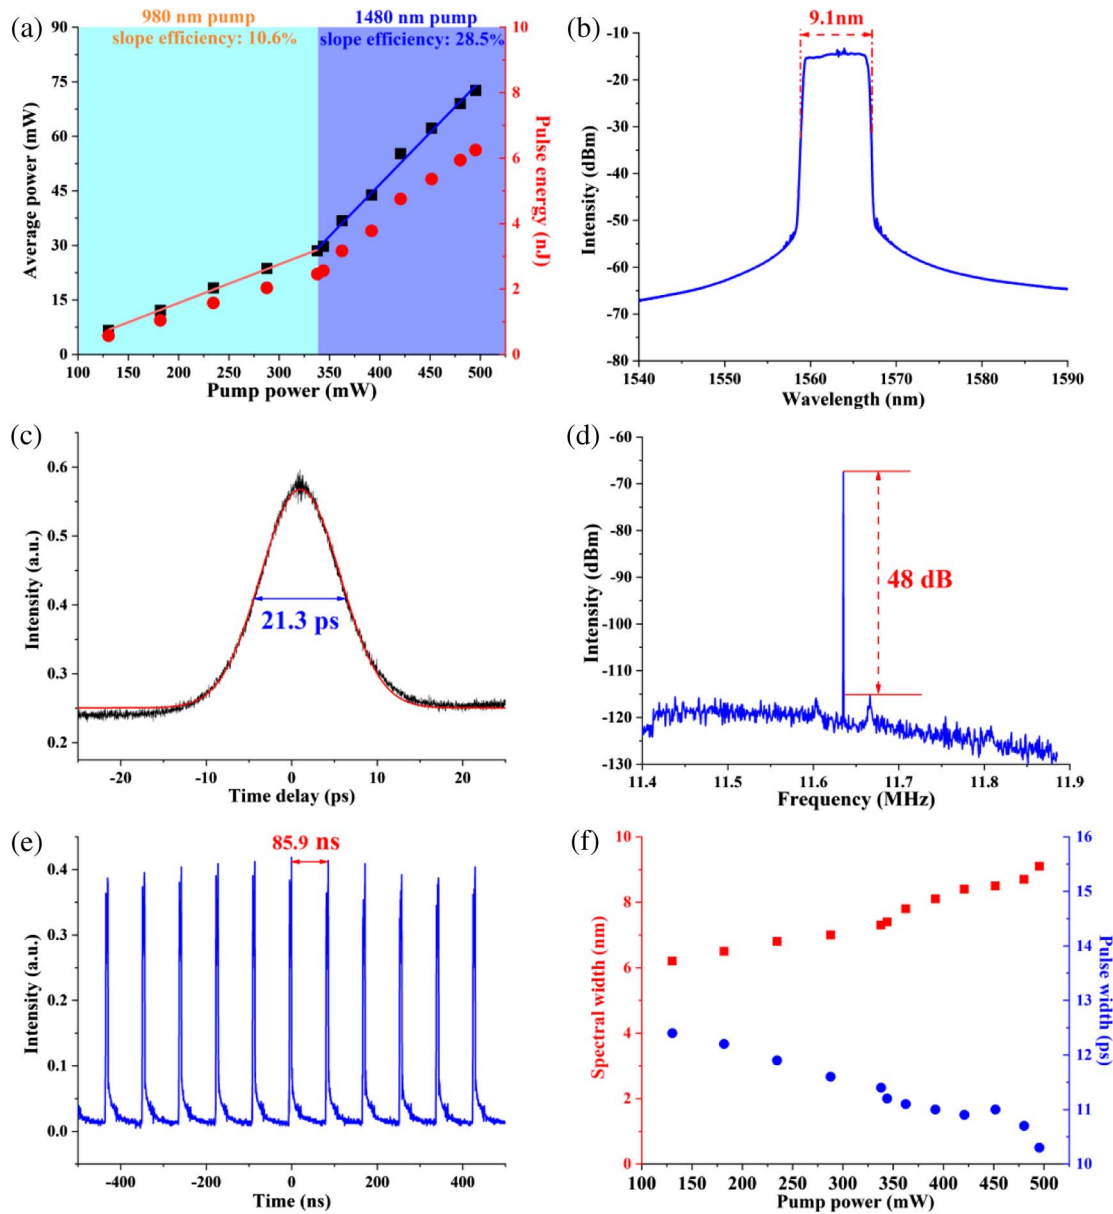 (a)
980 nm pump
slope efficiency: 10.6%
1480 nm pump
slope efficiency: 28.5%
90
75
60
45
30
15
0
Average power (mW)
10
8
6
4
2
0
Pulse energy (nJ)
100 150 200 250 300 350 400 450 500
Pump power (mW)
(b)
9.1nm
-10
-20
-30
-40
-50
-60
-70
-80
Intensity (dBm)
1540 1550 1560 1570 1580 1590
Wavelength (nm)
(c)
0.6
0.5
0.4
0.3
0.2
Intensity (a.u.)
21.3 ps
-20 -10 0 10 20
Time delay (ps)
(d)
-60
-70
-80
-90
-100
-110
-120
-130
Intensity (dBm)
48 dB
11.4 11.5 11.6 11.7 11.8 11.9
Frequency (MHz)
(e)
85.9 ns
0.4
0.3
0.2
0.1
0.0
Intensity (a.u.)
-400 -200 0 200 400
Time (ns)
(f)
10
8
6
4
2
0
Spectral width (nm)
16
15
14
13
12
11
10
Pulse width (ps)
100 150 200 250 300 350 400 450 500
Pump power (mW)